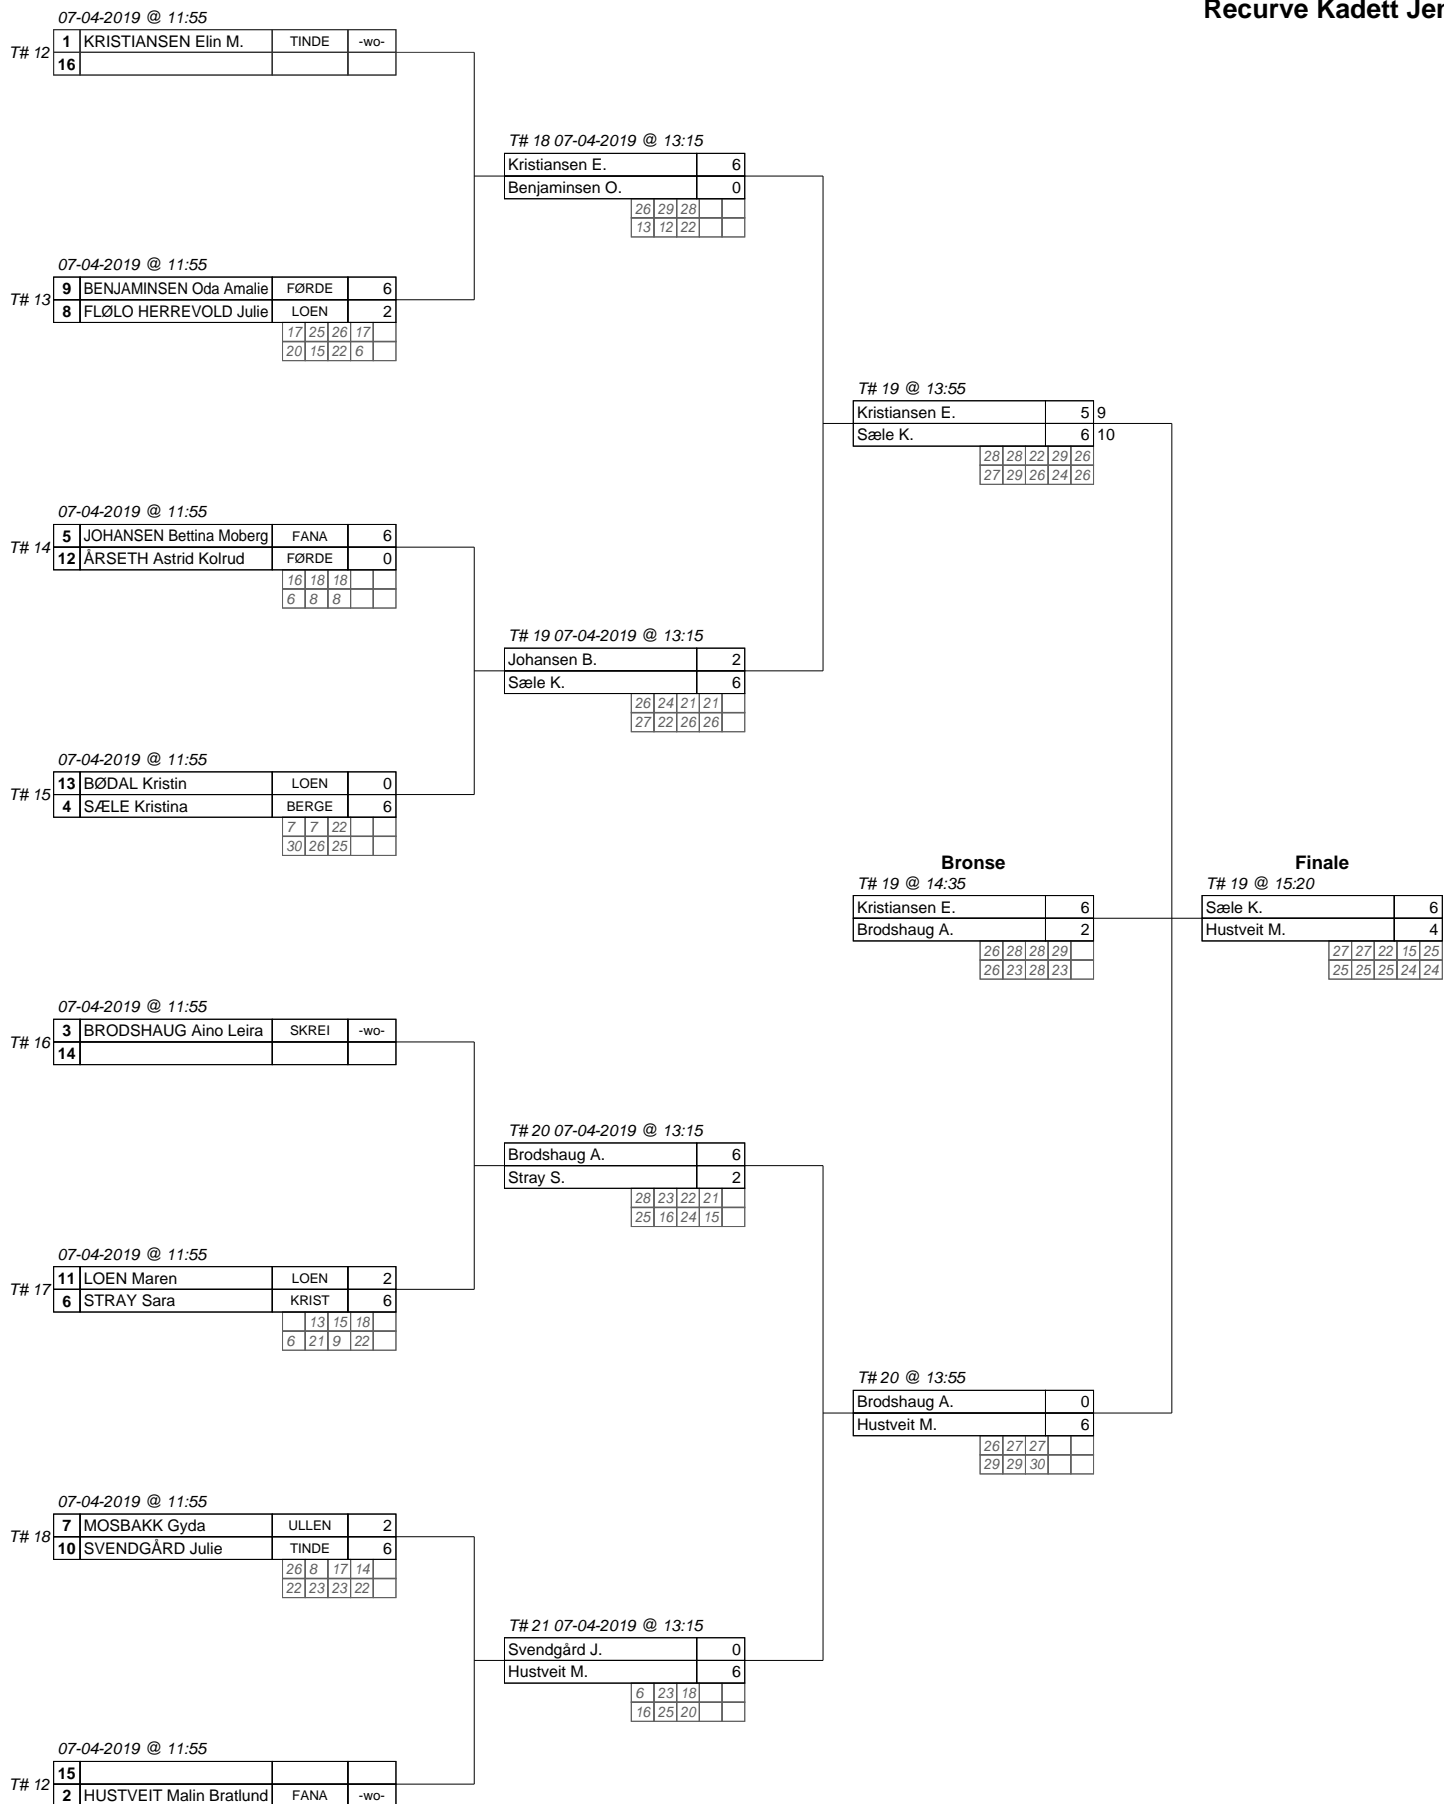 Recurve Kadett Jer
07-04-2019 @ 11:55
T# 12
1 KRISTIANSEN Elin M. TINDE -wo-
16
T# 18 07-04-2019 @ 13:15
Kristiansen E. 6
Benjaminsen O. 0
26 29 28
13 12 22
07-04-2019 @ 11:55
T# 13
9 BENJAMINSEN Oda Amalie FØRDE 6
8 FLØLO HERREVOLD Julie LOEN 2
17 25 26 17
20 15 22 6
T# 19 @ 13:55
Kristiansen E. 5 9
Sæle K. 6 10
28 28 22 29 26
27 29 26 24 26
07-04-2019 @ 11:55
T# 14
5 JOHANSEN Bettina Moberg FANA 6
12 ÅRSETH Astrid Kolrud FØRDE 0
16 18 18
6 8 8
T# 19 07-04-2019 @ 13:15
Johansen B. 2
Sæle K. 6
26 24 21 21
27 22 26 26
07-04-2019 @ 11:55
T# 15
13 BØDAL Kristin LOEN 0
4 SÆLE Kristina BERGE 6
7 7 22
30 26 25
Bronse
T# 19 @ 14:35
Kristiansen E. 6
Brodshaug A. 2
26 28 28 29
26 23 28 23
Finale
T# 19 @ 15:20
Sæle K. 6
Hustveit M. 4
27 27 22 15 25
25 25 25 24 24
07-04-2019 @ 11:55
T# 16
3 BRODSHAUG Aino Leira SKREI -wo-
14
T# 20 07-04-2019 @ 13:15
Brodshaug A. 6
Stray S. 2
28 23 22 21
25 16 24 15
07-04-2019 @ 11:55
T# 17
11 LOEN Maren LOEN 2
6 STRAY Sara KRIST 6
13 15 18
6 21 9 22
T# 20 @ 13:55
Brodshaug A. 0
Hustveit M. 6
26 27 27
29 29 30
07-04-2019 @ 11:55
T# 18
7 MOSBAKK Gyda ULLEN 2
10 SVENDGÅRD Julie TINDE 6
26 8 17 14
22 23 23 22
T# 21 07-04-2019 @ 13:15
Svendgård J. 0
Hustveit M. 6
6 23 18
16 25 20
07-04-2019 @ 11:55
T# 12
15
2 HUSTVEIT Malin Bratlund FANA -wo-